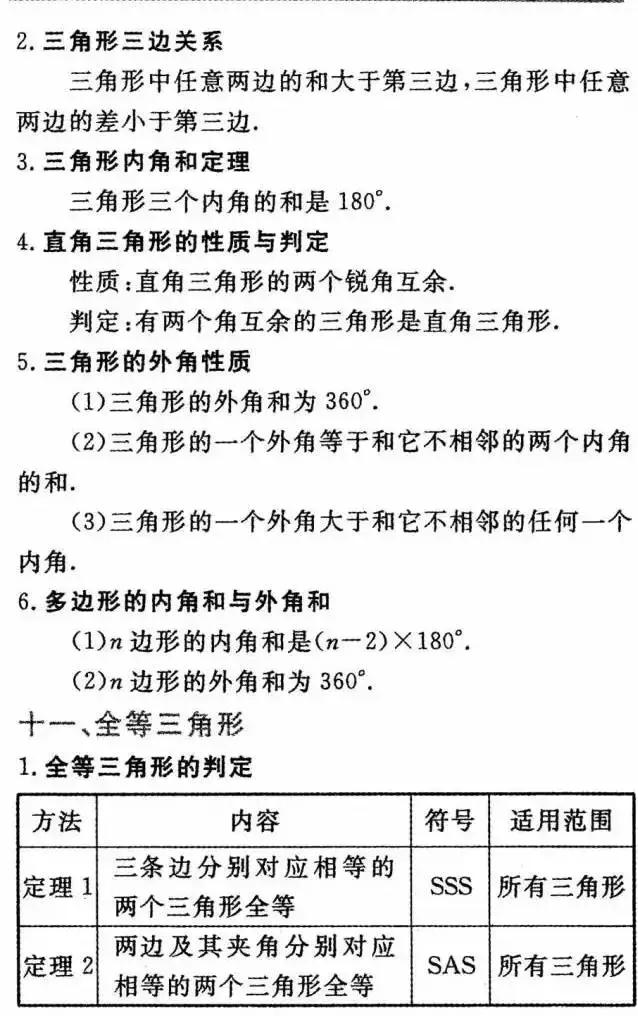 2. 三角形三边关系
三角形中任意两边的和大于第三边,三角形中任意
两边的差小于第三边.
3. 三角形内角和定理
三角形三个内角的和是 180°.
4. 直角三角形的性质与判定
性质:直角三角形的两个锐角互余.
判定:有两个角互余的三角形是直角三角形.
5. 三角形的外角性质
(1)三角形的外角和为 360°.
(2)三角形的一个外角等于和它不相邻的两个内角
的和.
(3)三角形的一个外角大于和它不相邻的任何一个
内角.
6. 多边形的内角和与外角和
(1)n 边形的内角和是(n-2)×180°.
(2)n 边形的外角和为 360°.
十一、全等三角形
1. 全等三角形的判定
方法 内容 符号 适用范围
定理 1 三条边分别对应相等的
两个三角形全等 SSS 所有三角形
定理 2 两边及其夹角分别对应
相等的两个三角形全等 SAS 所有三角形